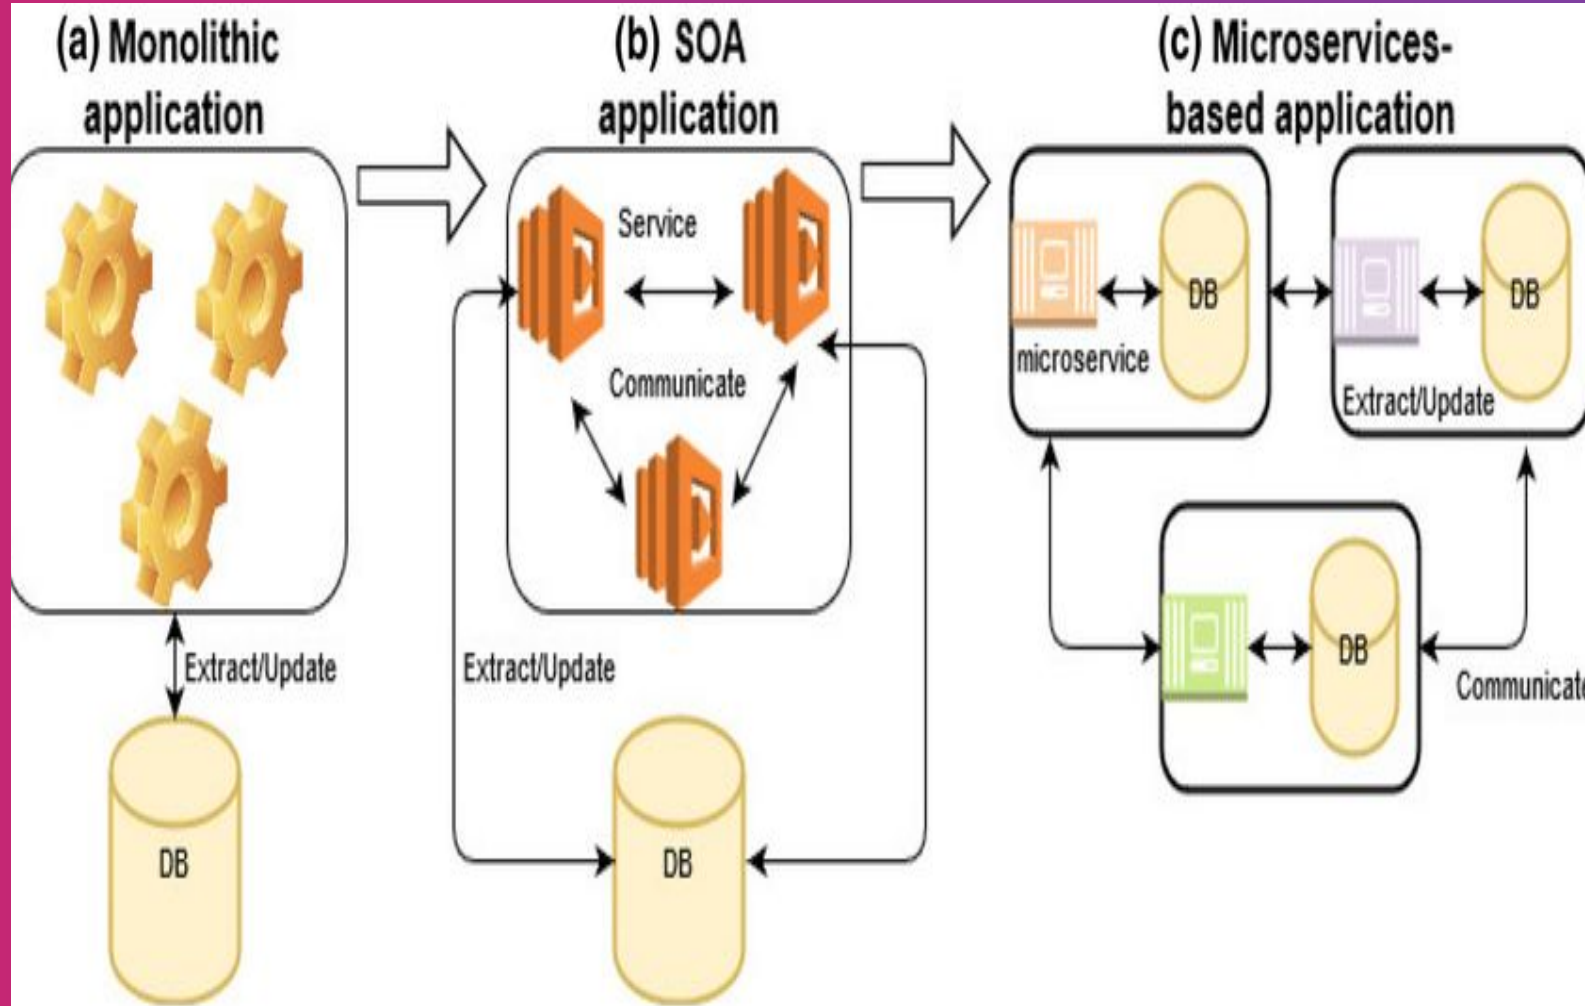 (a) Monolithic
application
(b) SOA
application
(c) Microservices-
based application
Service
Communicate
Extract/Update
DB
Extract/Update
DB
DB
microservice
DB
Extract/Update
DB
Communicate